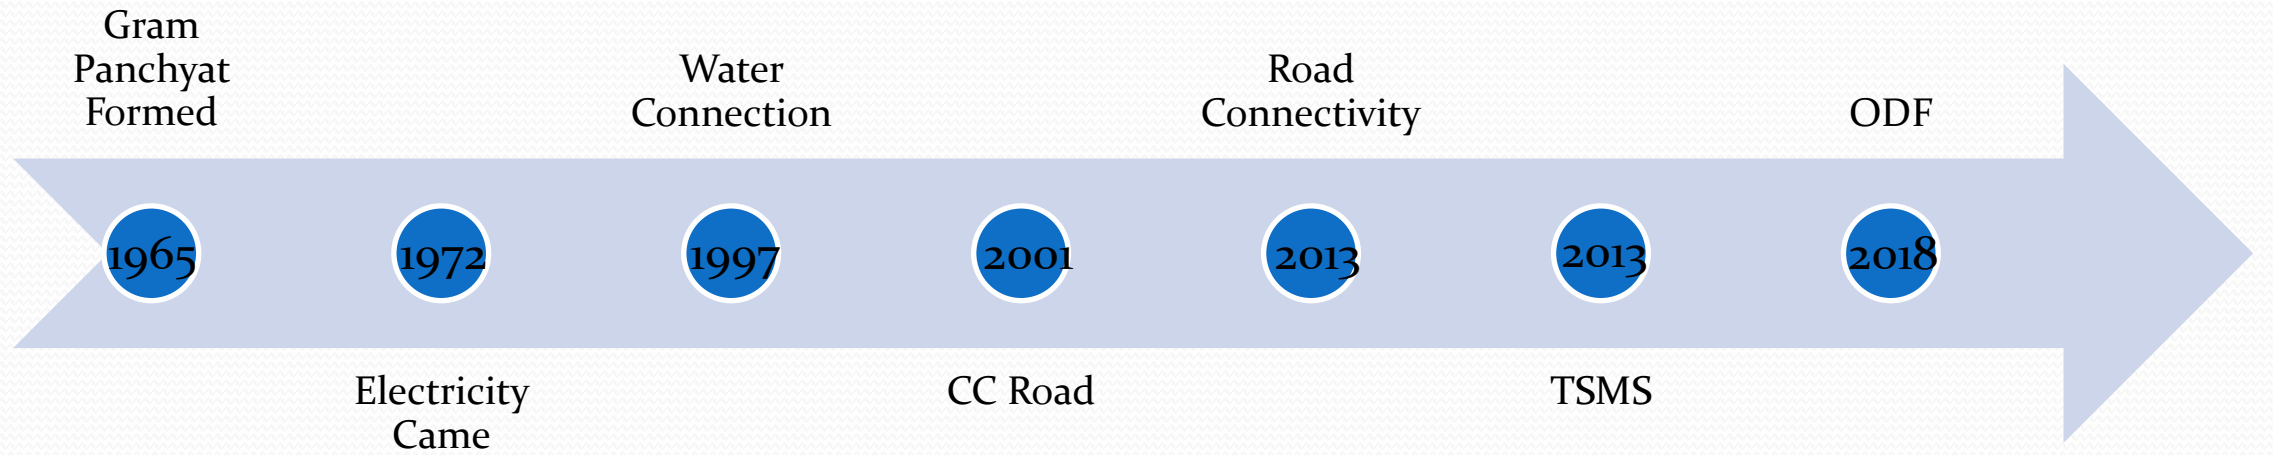 Gram
Panchyat
Formed
Water
Connection
Road
Connectivity
ODF
1965
1972
1997
2001
2013
2013
2018
Electricity
Came
CC Road
TSMS